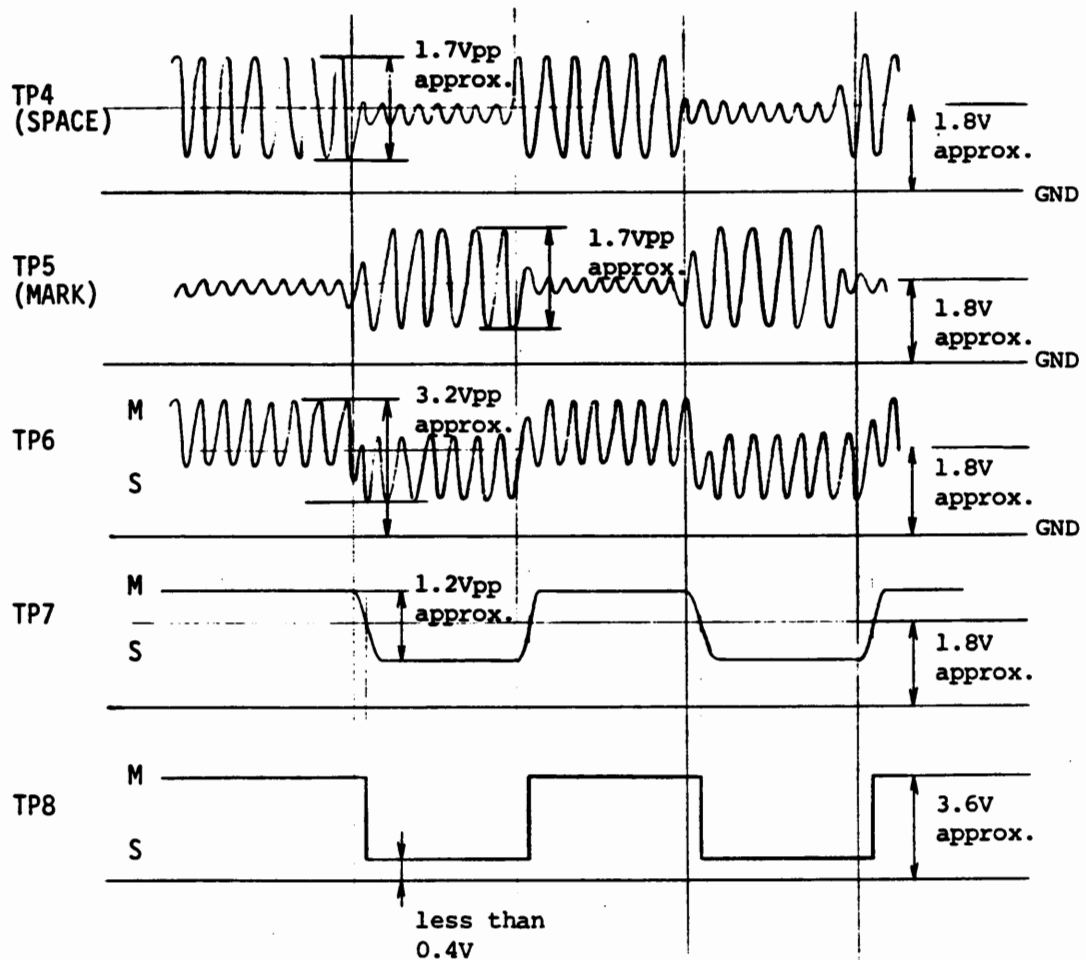 1.7Vpp
approx.
TP4
(SPACE)
1.8V
approx.
GND
1.7Vpp
approx.
TP5
(MARK)
1.8V
approx.
GND
3.2Vpp
approx.
M
TP6
S
1.8V
approx.
GND
M
1.2Vpp
approx.
TP7
S
1.8V
approx.
M
TP8
S
3.6V
approx.
less than
0.4V